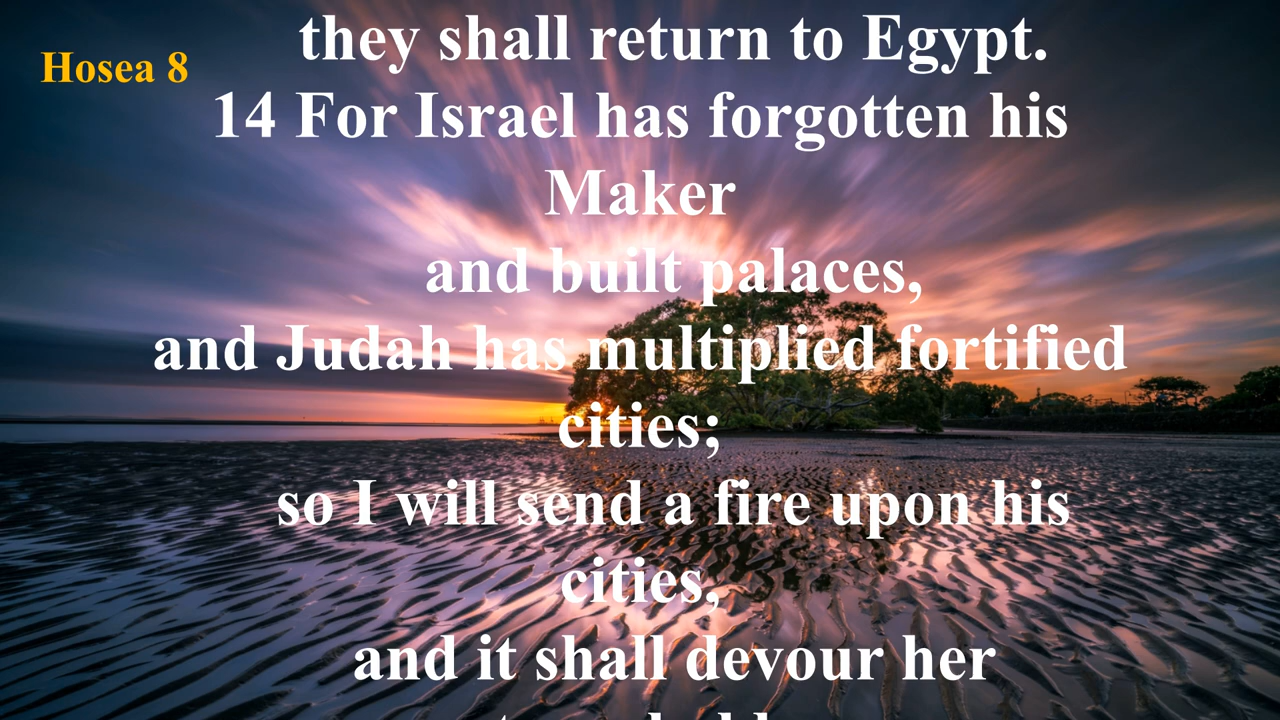 Hosea 8
they shall return to Egypt.
14 For Israel has forgotten his
Maker
and built palaces,
and Judah has multiplied fortified
cities;
so I will send a fire upon his
cities,
and it shall devour her